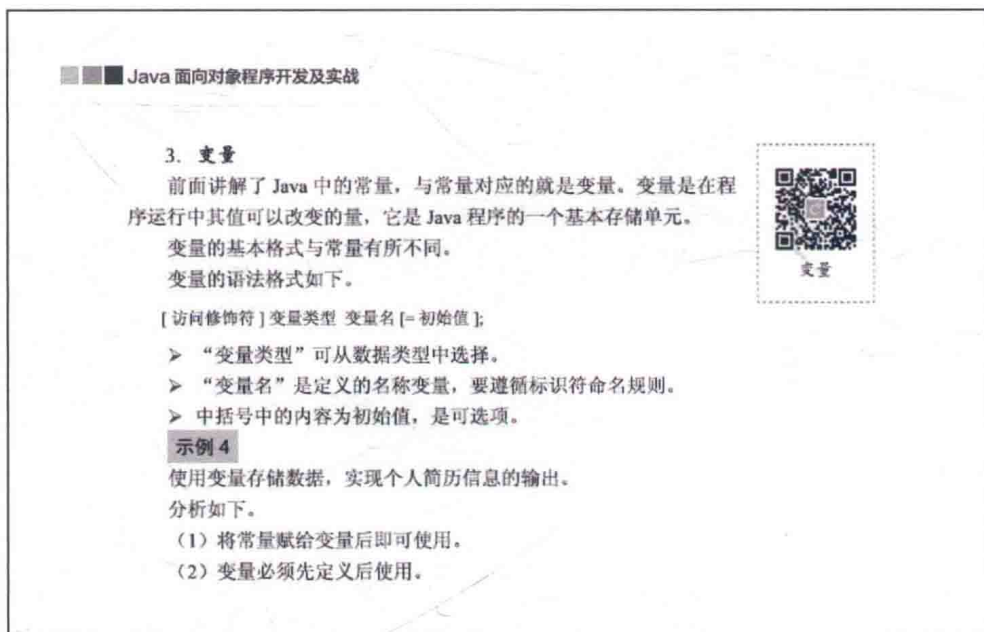 Java 面向对象程序开发及实战
3. 变量
前面讲解了 Java 中的常量，与常量对应的就是变量。变量是在程
序运行中其值可以改变的量，它是 Java 程序的一个基本存储单元。
变量的基本格式与常量有所不同。
变量的语法格式如下。
[ 访问修饰符 ] 变量类型 变量名 [= 初始值 ];
➢ “变量类型”可从数据类型中选择。
➢ “变量名”是定义的名称变量，要遵循标识符命名规则。
➢ 中括号中的内容为初始值，是可选项。
示例 4
使用变量存储数据，实现个人简历信息的输出。
分析如下。
（1）将常量赋给变量后即可使用。
（2）变量必须先定义后使用。
变量